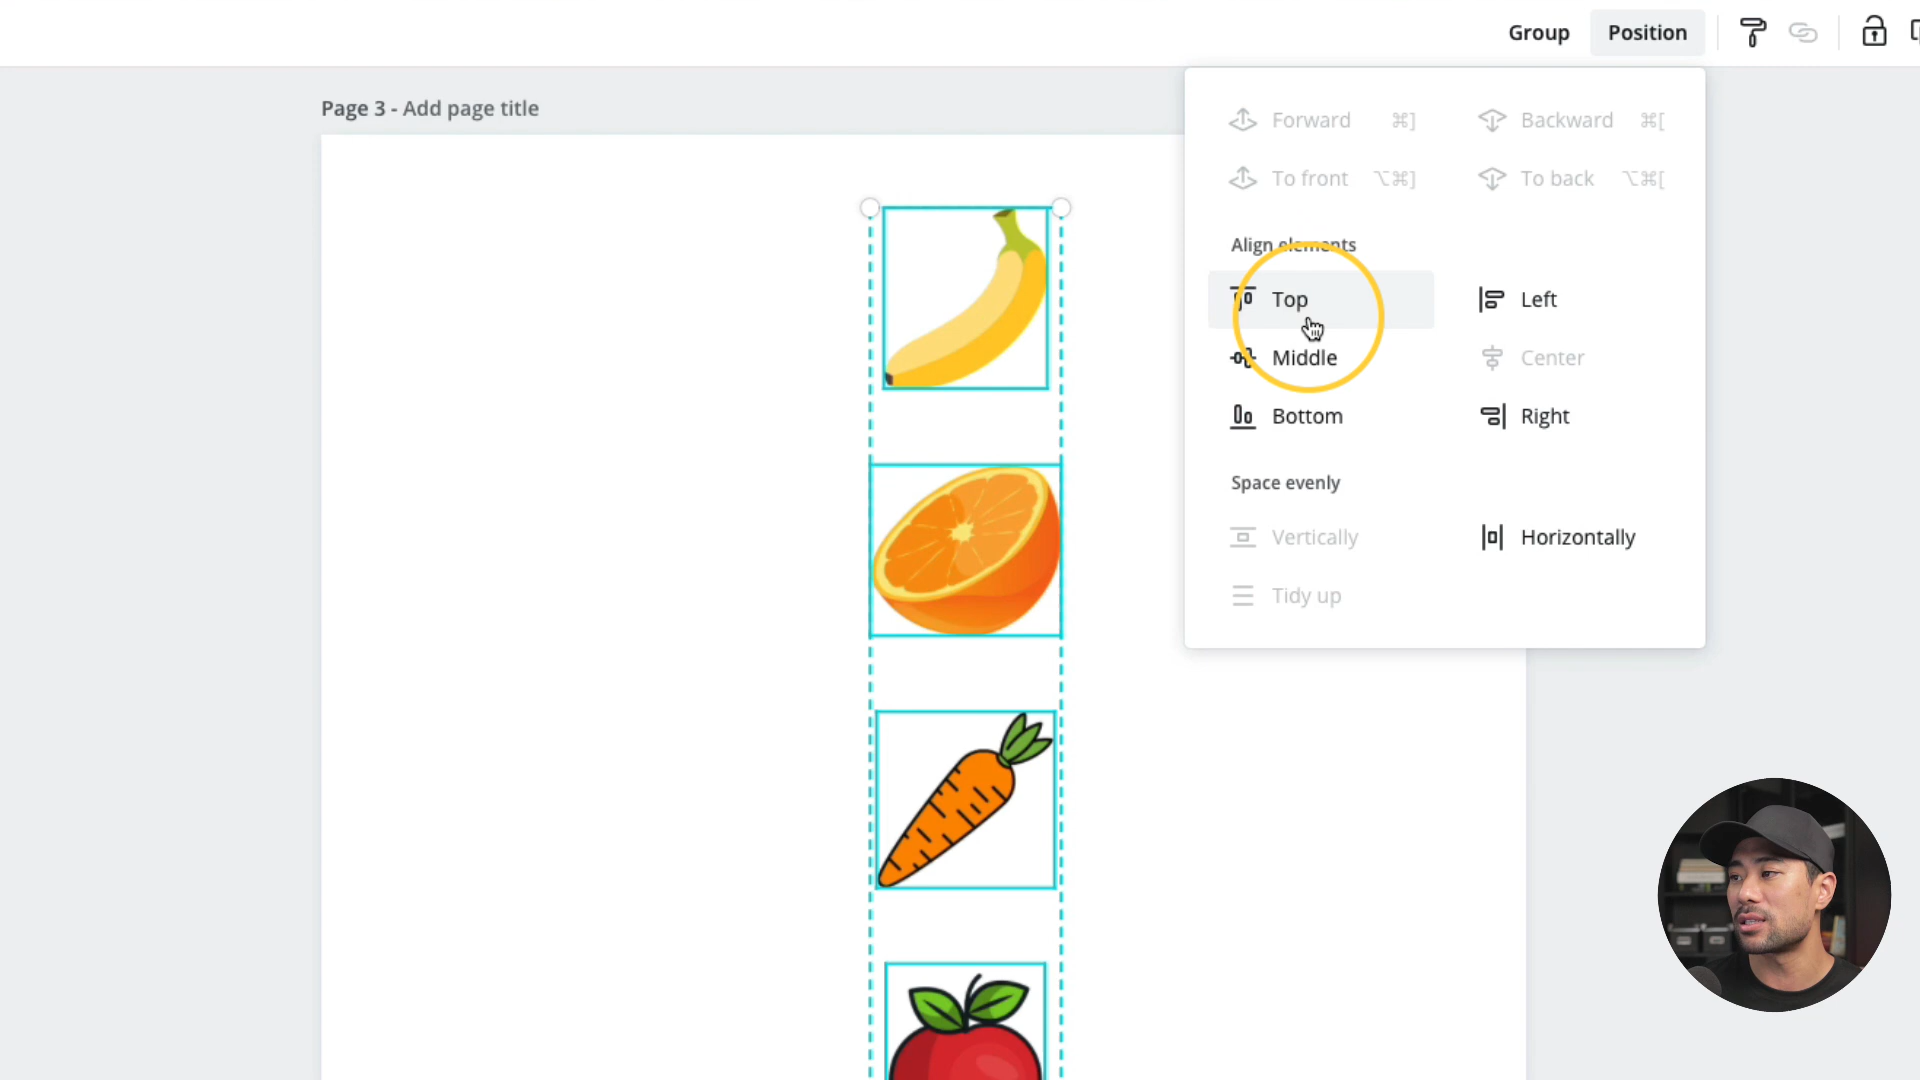 Group Position
Page 3 - Add page title
Forward ⌘] Backward ⌘[
To front ⌥⌘] To back ⌥⌘[
Align elements
Top Left
Middle Center
Bottom Right
Space evenly
Vertically Horizontally
Tidy up